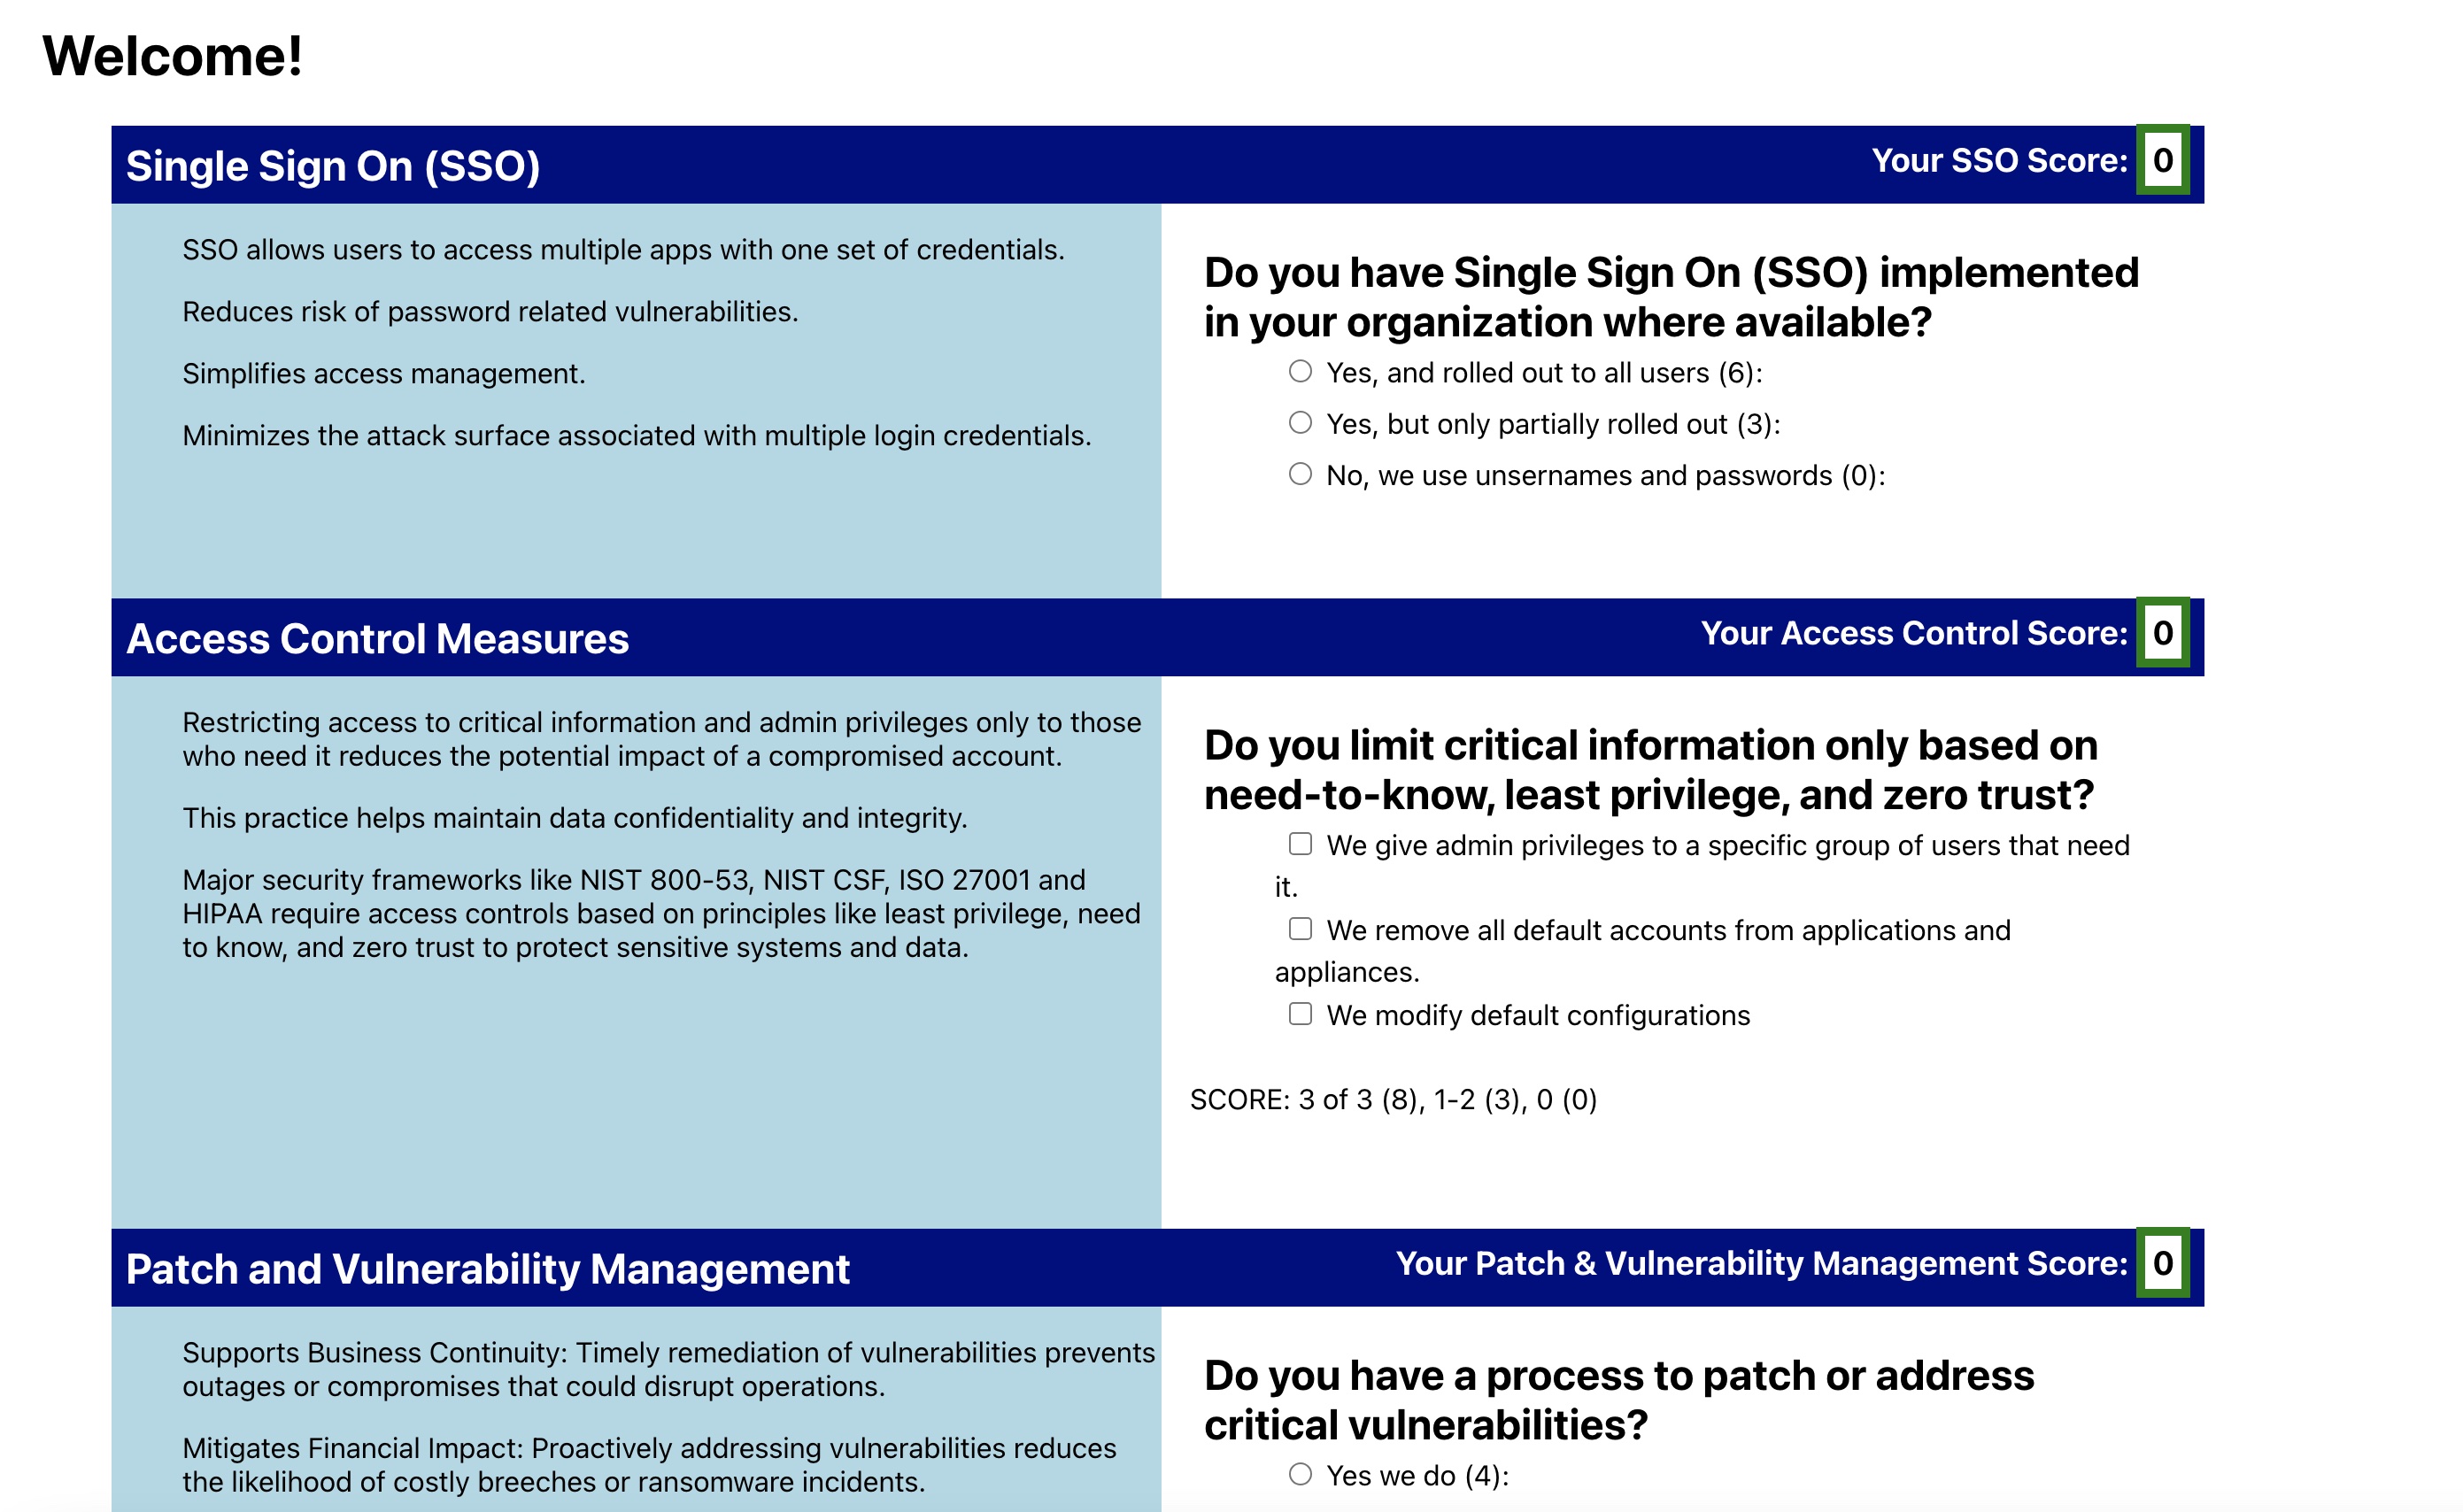 Welcome!
Single Sign On (SSO)
Your SSO Score: 0
SSO allows users to access multiple apps with one set of credentials.
Reduces risk of password related vulnerabilities.
Simplifies access management.
Minimizes the attack surface associated with multiple login credentials.
Do you have Single Sign On (SSO) implemented
in your organization where available?
Yes, and rolled out to all users (6):
Yes, but only partially rolled out (3):
No, we use unsernames and passwords (0):
Access Control Measures
Your Access Control Score: 0
Restricting access to critical information and admin privileges only to those
who need it reduces the potential impact of a compromised account.
This practice helps maintain data confidentiality and integrity.
Major security frameworks like NIST 800-53, NIST CSF, ISO 27001 and
HIPAA require access controls based on principles like least privilege, need
to know, and zero trust to protect sensitive systems and data.
Do you limit critical information only based on
need-to-know, least privilege, and zero trust?
We give admin privileges to a specific group of users that need
it.
We remove all default accounts from applications and
appliances.
We modify default configurations
SCORE: 3 of 3 (8), 1-2 (3), 0 (0)
Patch and Vulnerability Management
Your Patch & Vulnerability Management Score: 0
Supports Business Continuity: Timely remediation of vulnerabilities prevents
outages or compromises that could disrupt operations.
Mitigates Financial Impact: Proactively addressing vulnerabilities reduces
the likelihood of costly breeches or ransomware incidents.
Do you have a process to patch or address
critical vulnerabilities?
Yes we do (4):